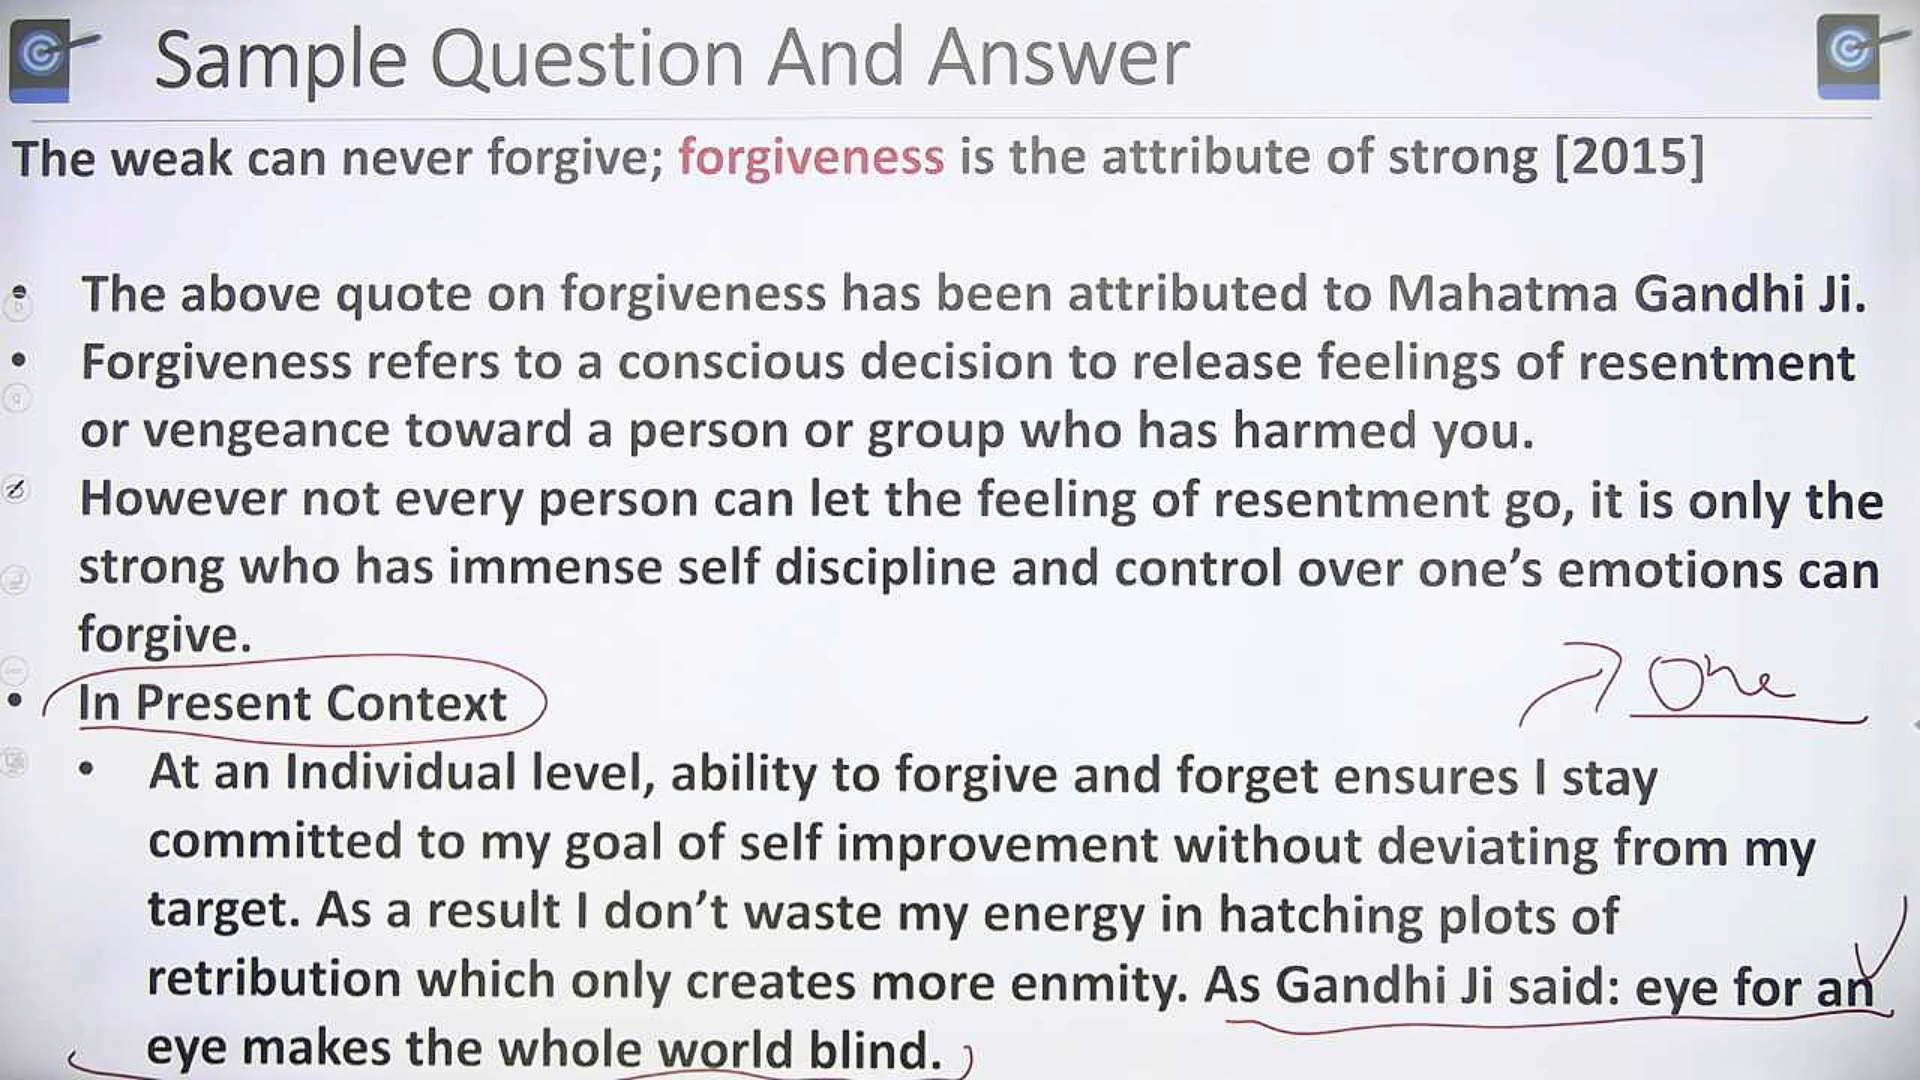 Sample Question And Answer
The weak can never forgive; forgiveness is the attribute of strong [2015]
• The above quote on forgiveness has been attributed to Mahatma Gandhi Ji.
• Forgiveness refers to a conscious decision to release feelings of resentment
or vengeance toward a person or group who has harmed you.
However not every person can let the feeling of resentment go, it is only the
strong who has immense self discipline and control over one's emotions can
forgive.
One
• In Present Context
• At an Individual level, ability to forgive and forget ensures I stay
committed to my goal of self improvement without deviating from my
target. As a result I don't waste my energy in hatching plots of
retribution which only creates more enmity. As Gandhi Ji said: eye for an
eye makes the whole world blind.